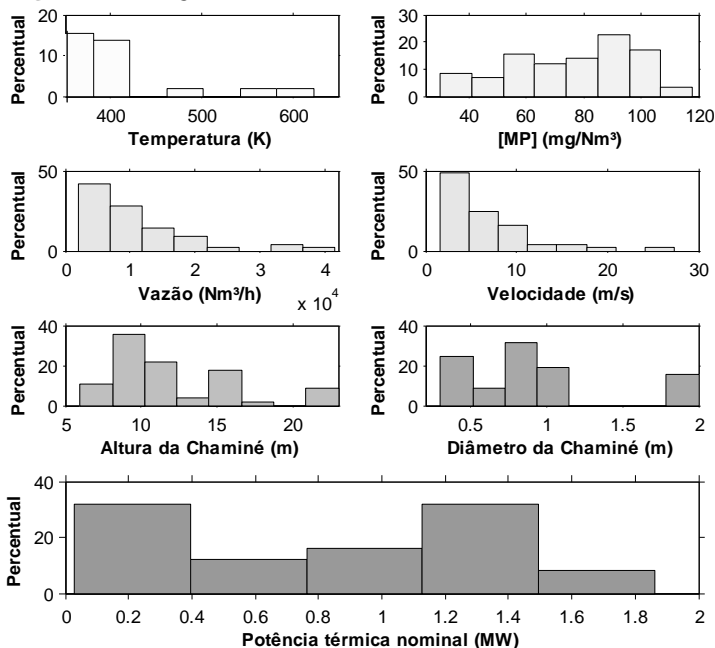 20
10
0
Percentual
400 500 600
Temperatura (K)
30
20
10
0
Percentual
40 60 80 100 120
[MP] (mg/Nm³)
50
0
Percentual
0 1 2 3 4
Vazão (Nm³/h)
x 10⁴
50
0
Percentual
0 10 20 30
Velocidade (m/s)
40
20
0
Percentual
5 10 15 20
Altura da Chaminé (m)
40
20
0
Percentual
0.5 1 1.5 2
Diâmetro da Chaminé (m)
40
20
0
Percentual
0 0.2 0.4 0.6 0.8 1 1.2 1.4 1.6 1.8 2
Potência térmica nominal (MW)